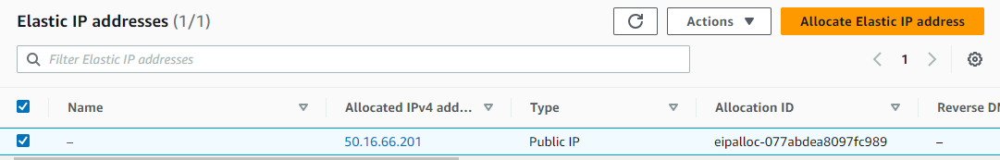 Elastic IP addresses (1/1)
Actions
Allocate Elastic IP address
Filter Elastic IP addresses
1
Name Allocated IPv4 add... Type Allocation ID Reverse DN
– 50.16.66.201 Public IP eipalloc-077abdea8097fc989 –